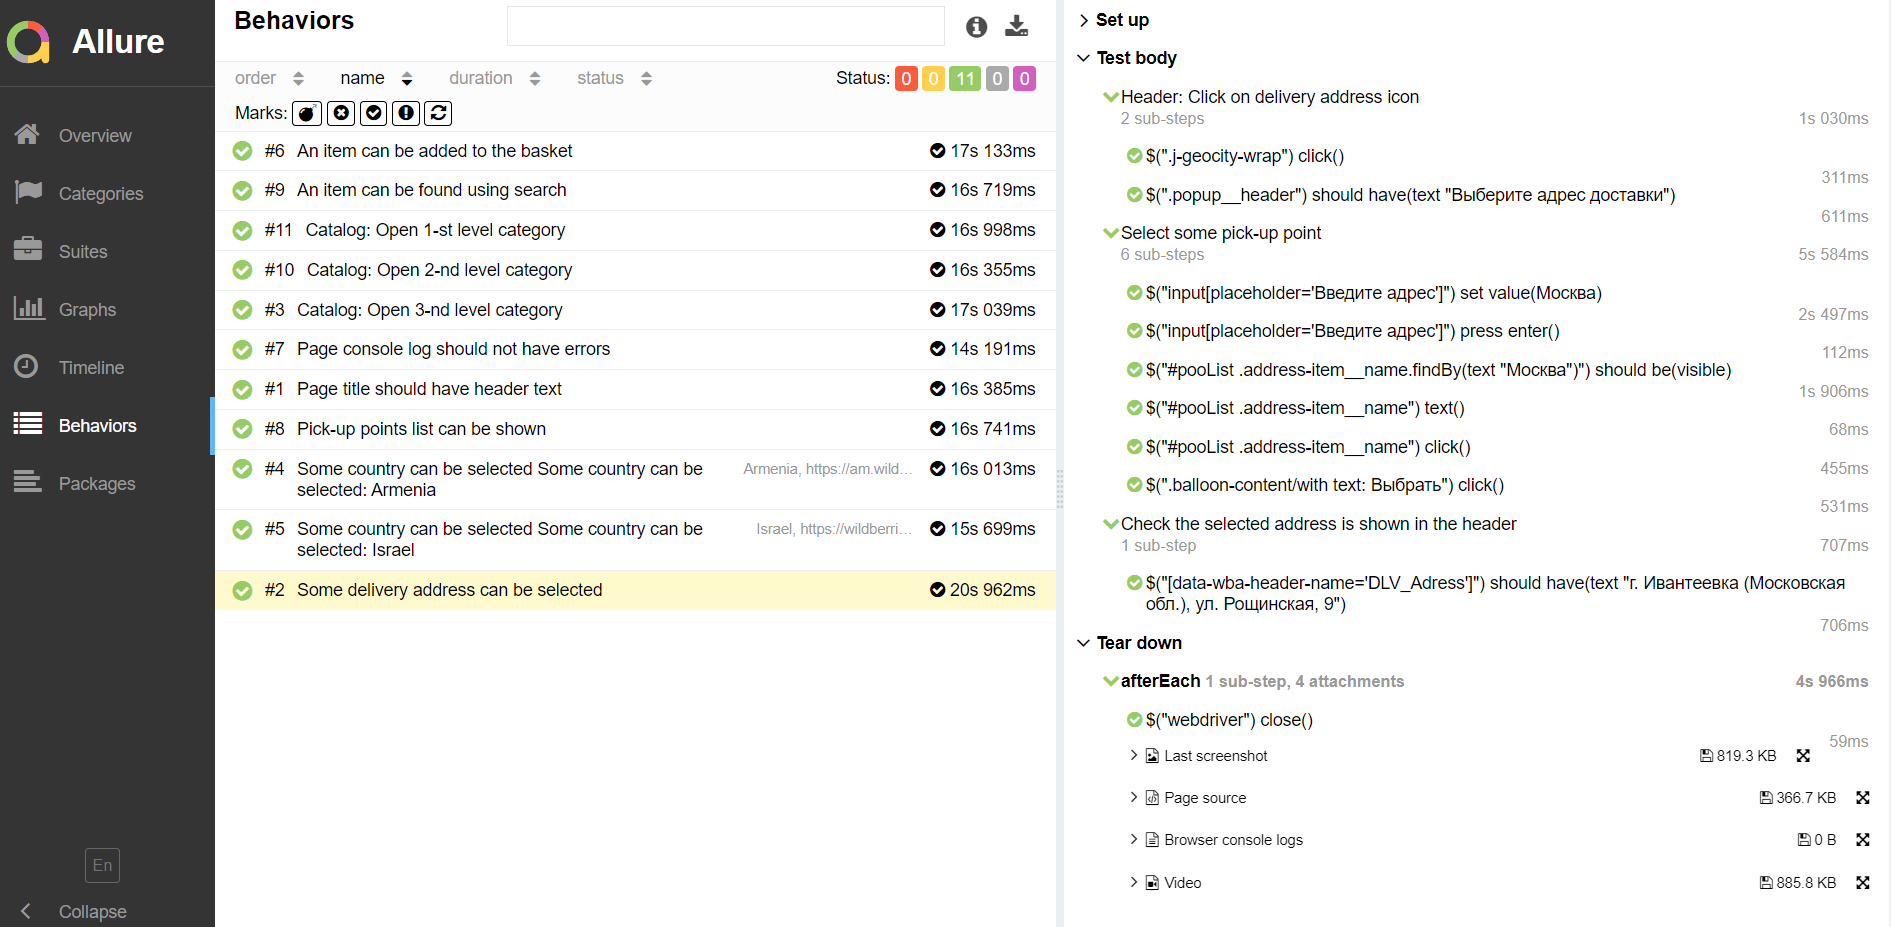 Allure
Overview
Categories
Suites
Graphs
Timeline
Behaviors
Packages
En
Collapse
Behaviors
order name duration status Status: 0 0 11 0 0
Marks:
#6 An item can be added to the basket 17s 133ms
#9 An item can be found using search 16s 719ms
#11 Catalog: Open 1-st level category 16s 998ms
#10 Catalog: Open 2-nd level category 16s 355ms
#3 Catalog: Open 3-nd level category 17s 039ms
#7 Page console log should not have errors 14s 191ms
#1 Page title should have header text 16s 385ms
#8 Pick-up points list can be shown 16s 741ms
#4 Some country can be selected Some country can be Armenia, https://am.wild… 16s 013ms
selected: Armenia
#5 Some country can be selected Some country can be Israel, https://wildberri… 15s 699ms
selected: Israel
#2 Some delivery address can be selected 20s 962ms
Set up
Test body
Header: Click on delivery address icon
2 sub-steps 1s 030ms
$(".j-geocity-wrap") click()
311ms
$(".popup__header") should have(text "Выберите адрес доставки")
611ms
Select some pick-up point
6 sub-steps 5s 584ms
$("input[placeholder='Введите адрес']") set value(Москва)
2s 497ms
$("input[placeholder='Введите адрес']") press enter()
112ms
$("#pooList .address-item__name.findBy(text "Москва")") should be(visible)
1s 906ms
$("#pooList .address-item__name") text()
68ms
$("#pooList .address-item__name") click()
455ms
$(".balloon-content/with text: Выбрать") click()
531ms
Check the selected address is shown in the header
1 sub-step 707ms
$("[data-wba-header-name='DLV_Adress']") should have(text "г. Ивантеевка (Московская
обл.), ул. Рощинская, 9")
706ms
Tear down
afterEach 1 sub-step, 4 attachments 4s 966ms
$("webdriver") close()
59ms
Last screenshot 819.3 KB
Page source 366.7 KB
Browser console logs 0 B
Video 885.8 KB